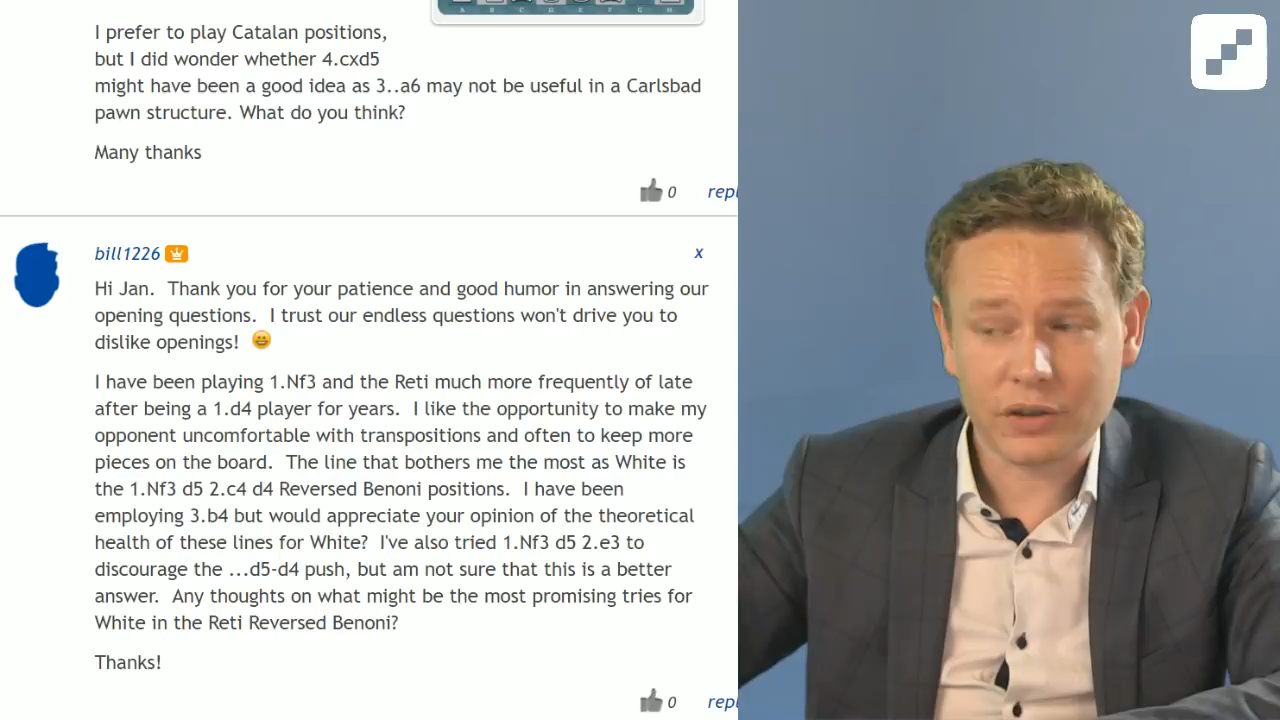 A B C D E F G H
I prefer to play Catalan positions,
but I did wonder whether 4.cxd5
might have been a good idea as 3..a6 may not be useful in a Carlsbad
pawn structure. What do you think?
Many thanks
0 repl
bill1226 x
Hi Jan.  Thank you for your patience and good humor in answering our
opening questions.  I trust our endless questions won't drive you to
dislike openings!
I have been playing 1.Nf3 and the Reti much more frequently of late
after being a 1.d4 player for years.  I like the opportunity to make my
opponent uncomfortable with transpositions and often to keep more
pieces on the board.  The line that bothers me the most as White is
the 1.Nf3 d5 2.c4 d4 Reversed Benoni positions.  I have been
employing 3.b4 but would appreciate your opinion of the theoretical
health of these lines for White?  I've also tried 1.Nf3 d5 2.e3 to
discourage the ...d5-d4 push, but am not sure that this is a better
answer.  Any thoughts on what might be the most promising tries for
White in the Reti Reversed Benoni?
Thanks!
0 repl